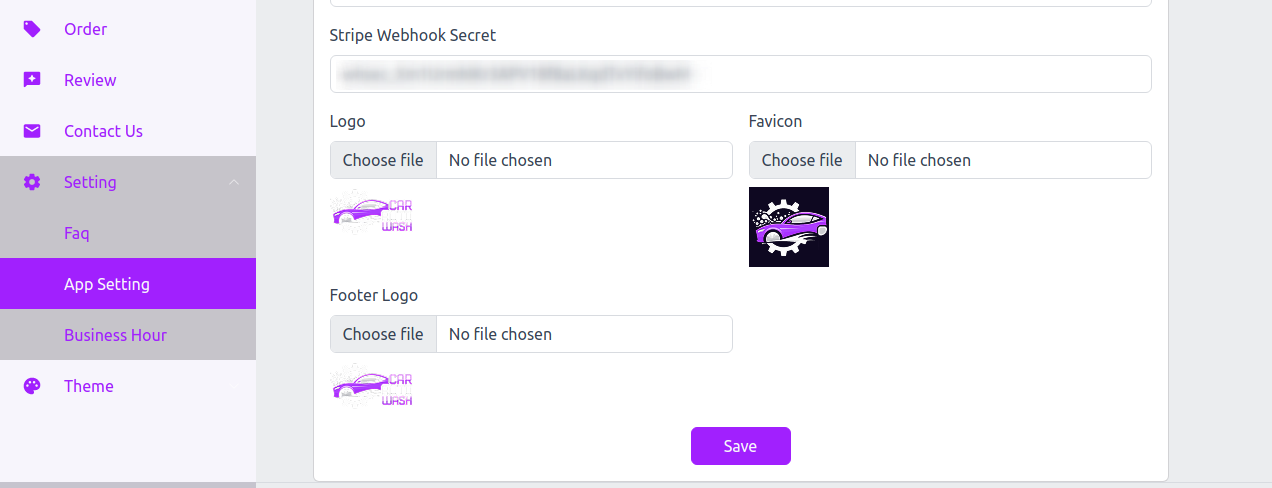 Order
Review
Contact Us
Setting
Faq
App Setting
Business Hour
Theme
Stripe Webhook Secret
Logo
Choose file No file chosen
CAR
WASH
Favicon
Choose file No file chosen
Footer Logo
Choose file No file chosen
CAR
WASH
Save